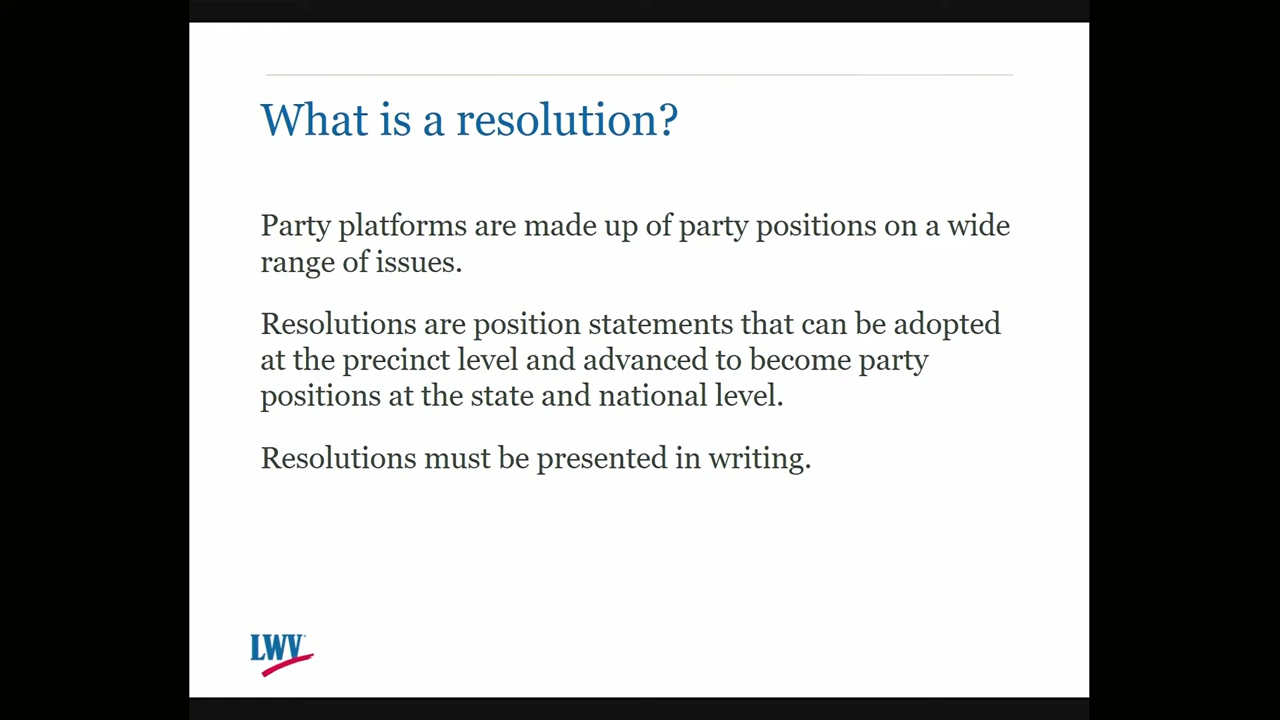 What is a resolution?
Party platforms are made up of party positions on a wide
range of issues.
Resolutions are position statements that can be adopted
at the precinct level and advanced to become party
positions at the state and national level.
Resolutions must be presented in writing.
LWV